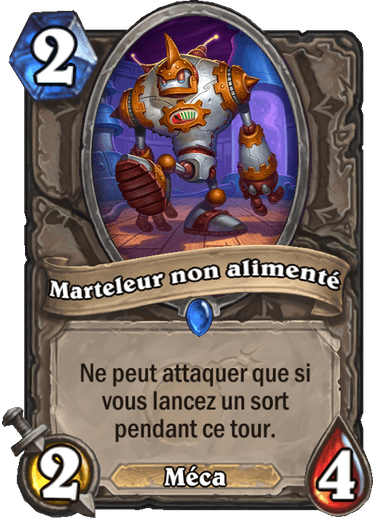 2
Marteleur non alimenté
Ne peut attaquer que si
vous lancez un sort
pendant ce tour.
2
Méca
4